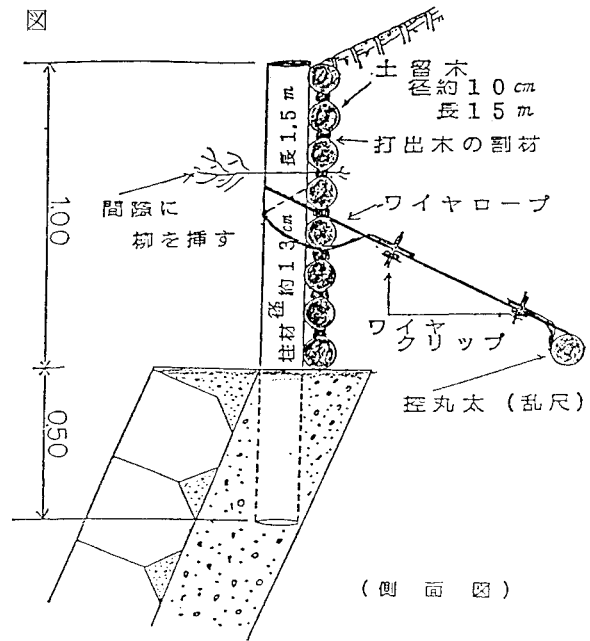 図
土留木
径約10cm
長15m
打出木の割材
ワイヤロープ
間隙に
柳を挿す
1.00
柱材 径約13cm 長1.5m
ワイヤ
クリップ
控丸太(乱尺)
0.50
(側面図)